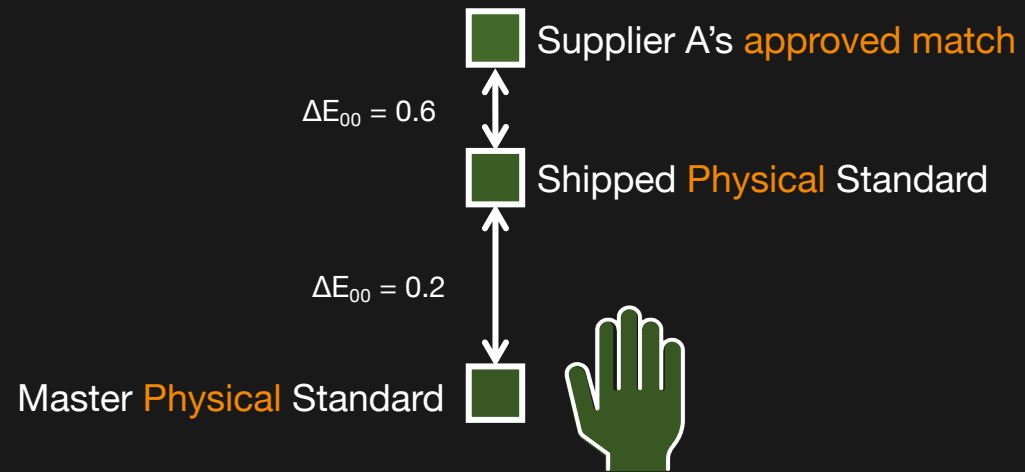 Supplier A’s approved match
ΔE₀₀ = 0.6
Shipped Physical Standard
ΔE₀₀ = 0.2
Master Physical Standard